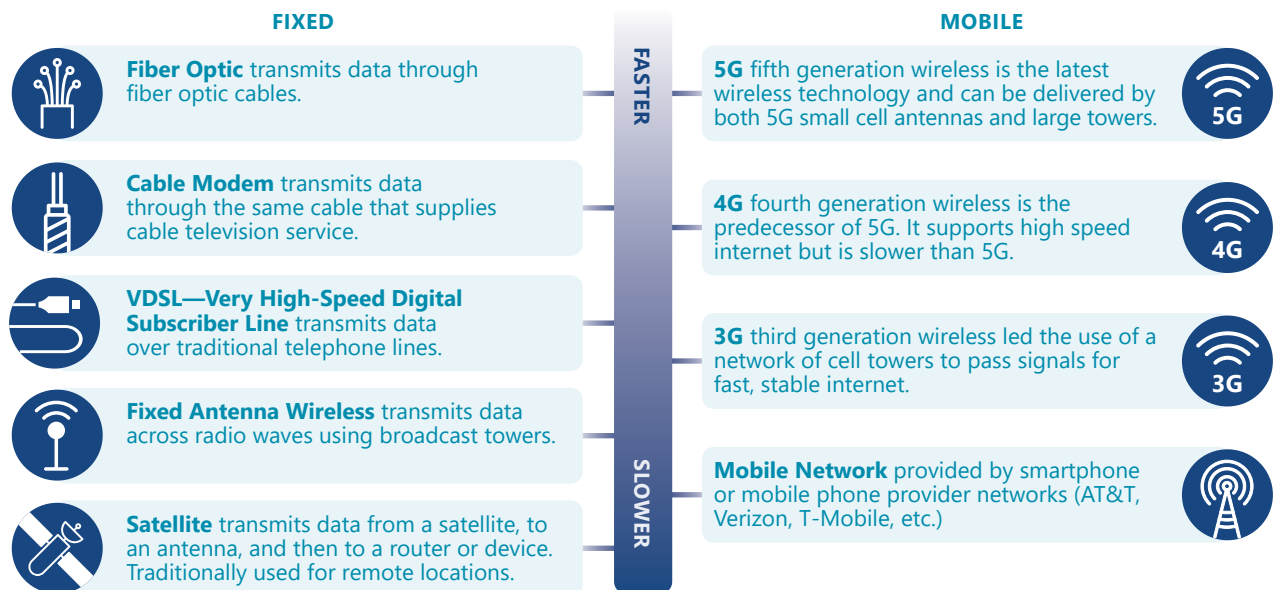 FIXED
Fiber Optic transmits data through
fiber optic cables.
Cable Modem transmits data
through the same cable that supplies
cable television service.
VDSL—Very High-Speed Digital
Subscriber Line transmits data
over traditional telephone lines.
Fixed Antenna Wireless transmits data
across radio waves using broadcast towers.
Satellite transmits data from a satellite, to
an antenna, and then to a router or device.
Traditionally used for remote locations.
FASTER
SLOWER
MOBILE
5G fifth generation wireless is the latest
wireless technology and can be delivered by
both 5G small cell antennas and large towers.
5G
4G fourth generation wireless is the
predecessor of 5G. It supports high speed
internet but is slower than 5G.
4G
3G third generation wireless led the use of a
network of cell towers to pass signals for
fast, stable internet.
3G
Mobile Network provided by smartphone
or mobile phone provider networks (AT&T,
Verizon, T-Mobile, etc.)